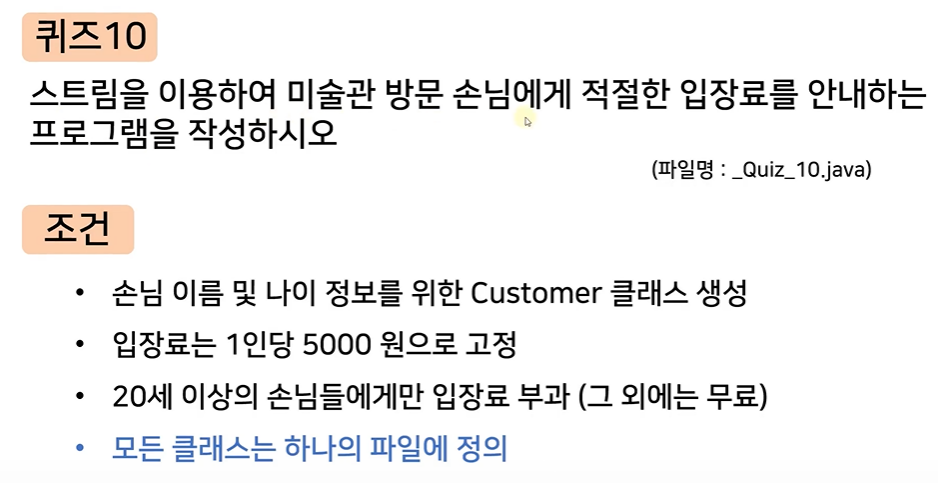 퀴즈10
스트림을 이용하여 미술관 방문 손님에게 적절한 입장료를 안내하는
프로그램을 작성하시오
(파일명 : _Quiz_10.java)
조건
• 손님 이름 및 나이 정보를 위한 Customer 클래스 생성
• 입장료는 1인당 5000 원으로 고정
• 20세 이상의 손님들에게만 입장료 부과 (그 외에는 무료)
• 모든 클래스는 하나의 파일에 정의